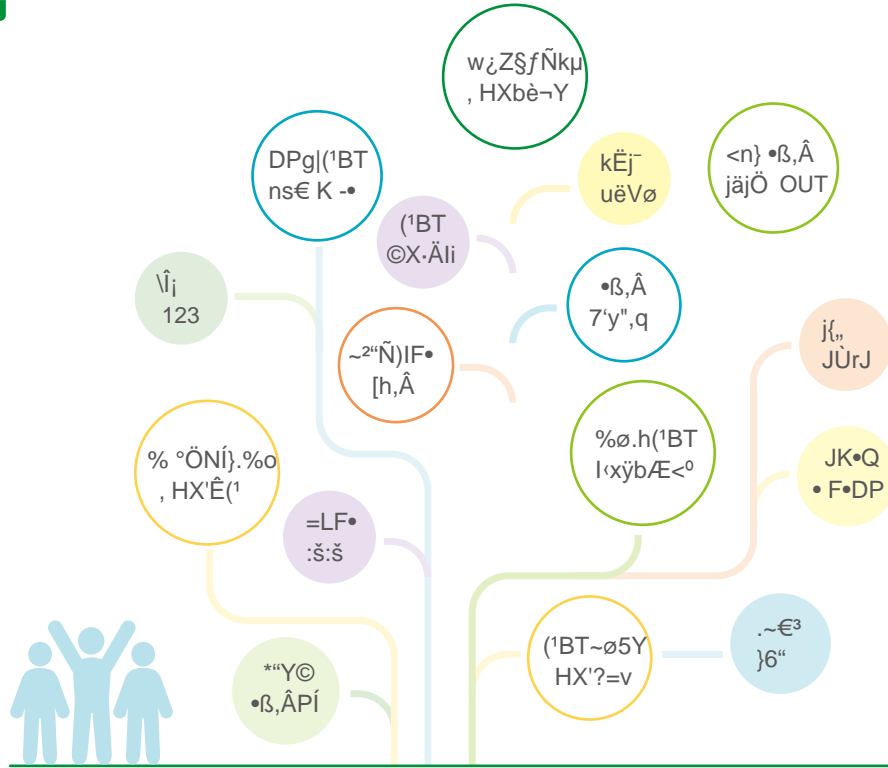 w¿Z§ƒÑkµ
, HXbè¬Y
DPg|(¹BT
ns€ K -•
kËj¯
uëVø
<n} •ß‚Â
jäjÖ OUT
(¹BT
©X·Äli
\Î¡
123
•ß‚Â
7‘y"‚q
~²“Ñ)IF•
[h‚Â
j{„
JÙrJ
% °ÖNÍ}.%o
, HX'Ê(¹
%ø.h(¹BT
I‹xÿbÆ<º
JK•Q
• F•DP
=LF•
:š:š
(¹BT~ø5Y
HX'?=v
.~€³
}6“
*“Y©
•ß‚ÂPÍ